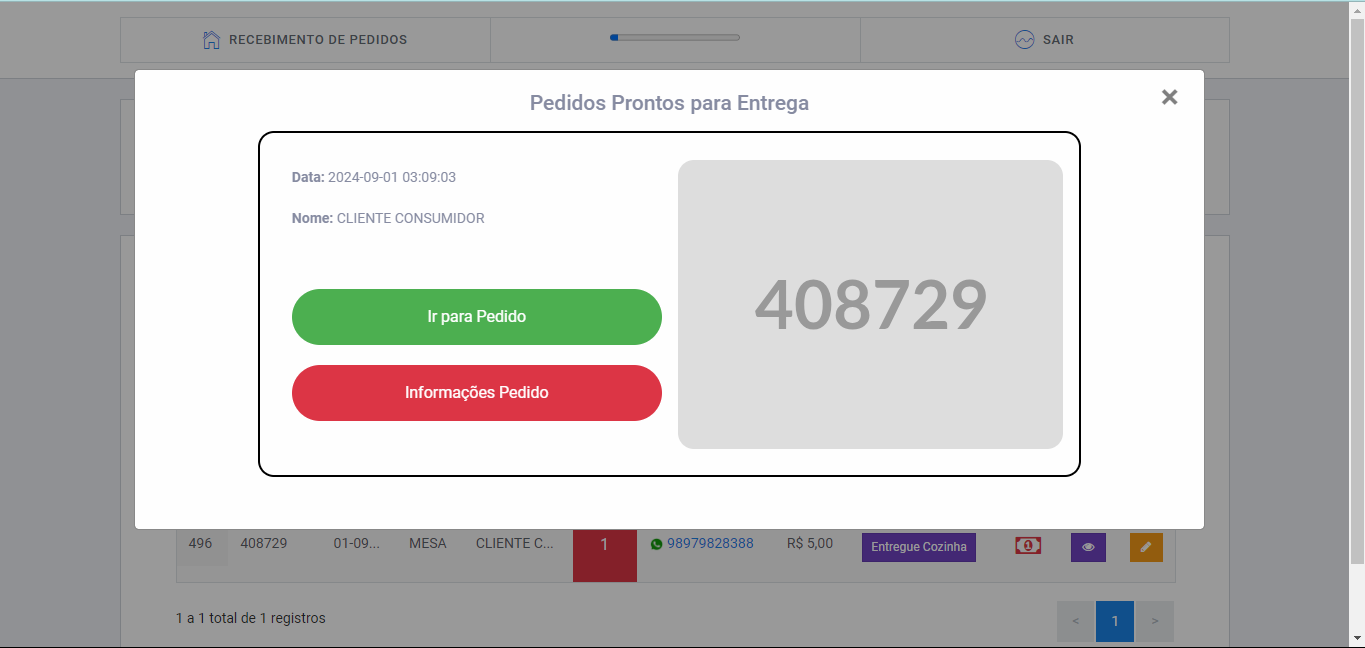 RECEBIMENTO DE PEDIDOS
SAIR
Pedidos Prontos para Entrega
×
Data: 2024-09-01 03:09:03
Nome: CLIENTE CONSUMIDOR
Ir para Pedido
Informações Pedido
408729
496 408729 01-09... MESA CLIENTE C... 1 98979828388 R$ 5,00 Entregue Cozinha 1
1 a 1 total de 1 registros
< 1 >